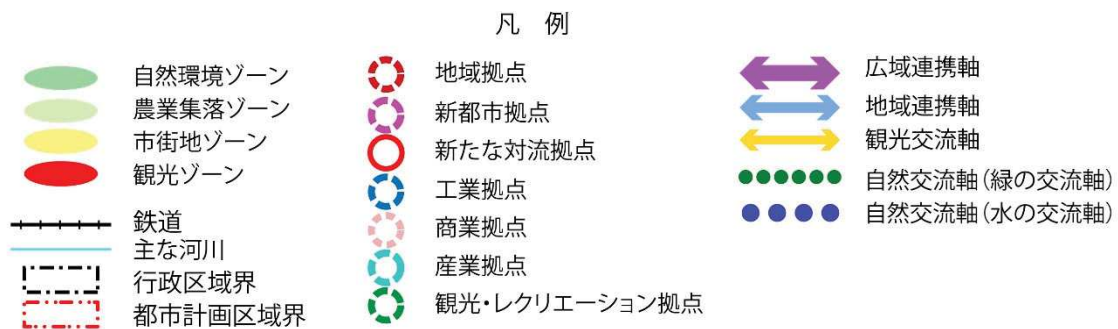 凡 例
自然環境ゾーン
農業集落ゾーン
市街地ゾーン
観光ゾーン
鉄道
主な河川
行政区域界
都市計画区域界
地域拠点
新都市拠点
新たな対流拠点
工業拠点
商業拠点
産業拠点
観光・レクリエーション拠点
広域連携軸
地域連携軸
観光交流軸
自然交流軸(緑の交流軸)
自然交流軸(水の交流軸)